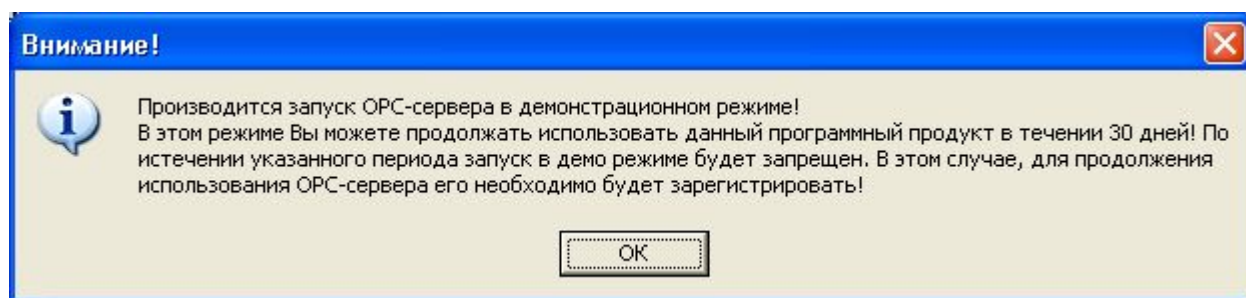 Внимание!
Производится запуск OPC-сервера в демонстрационном режиме!
В этом режиме Вы можете продолжать использовать данный программный продукт в течении 30 дней! По
истечении указанного периода запуск в демо режиме будет запрещен. В этом случае, для продолжения
использования OPC-сервера его необходимо будет зарегистрировать!
OK